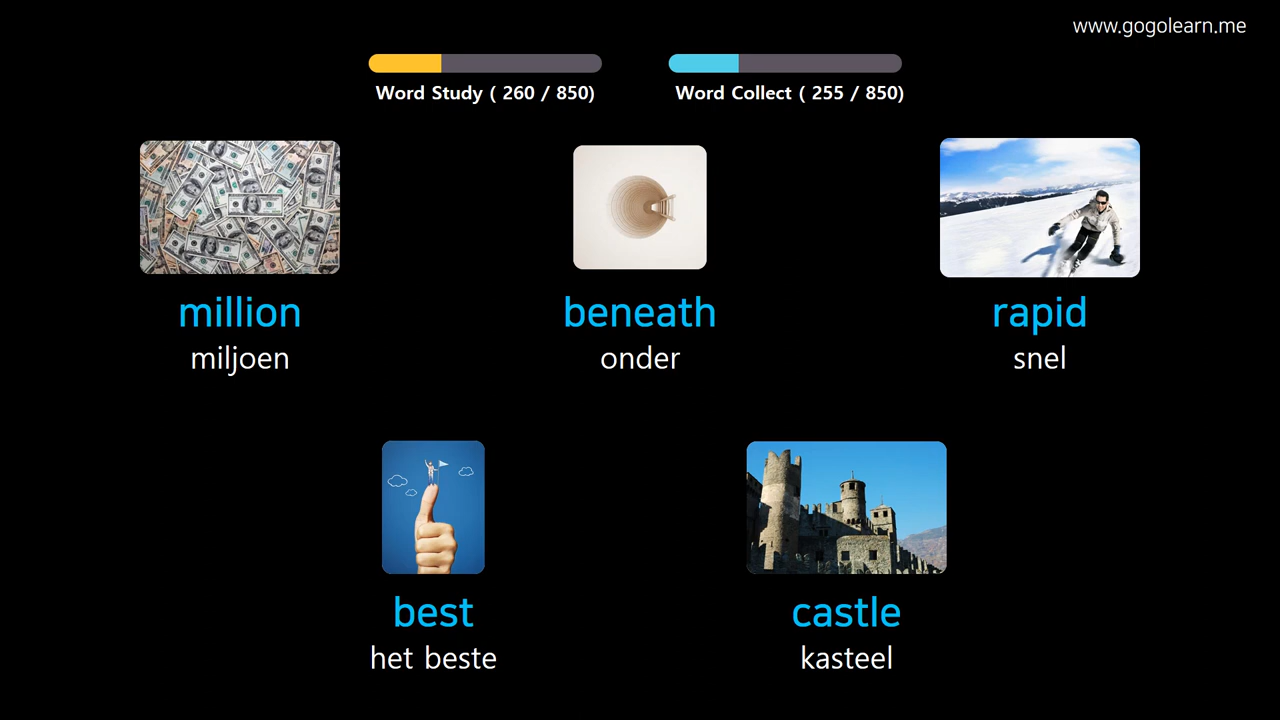 www.gogolearn.me
Word Study ( 260 / 850)
Word Collect ( 255 / 850)
million
miljoen
beneath
onder
rapid
snel
best
het beste
castle
kasteel